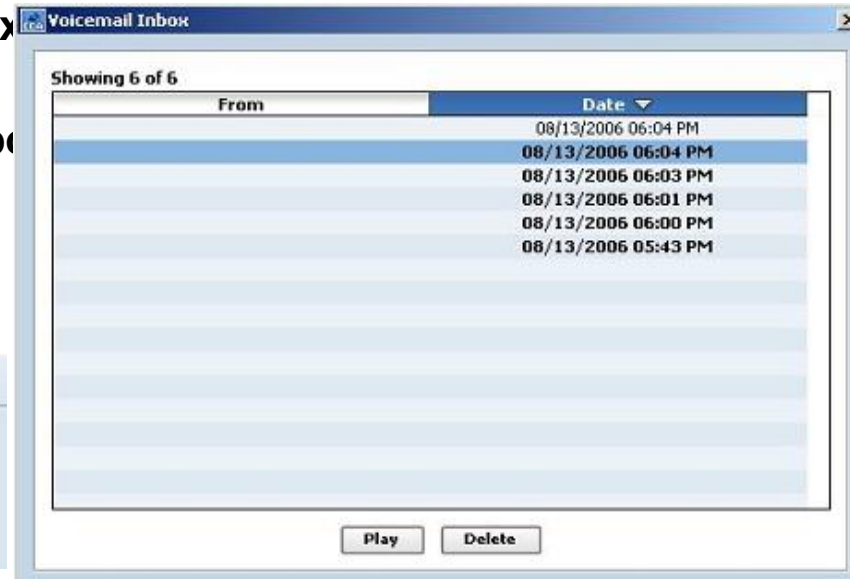 Voicemail Inbox
Showing 6 of 6
From Date
08/13/2006 06:04 PM
08/13/2006 06:04 PM
08/13/2006 06:03 PM
08/13/2006 06:01 PM
08/13/2006 06:00 PM
08/13/2006 05:43 PM
Play Delete